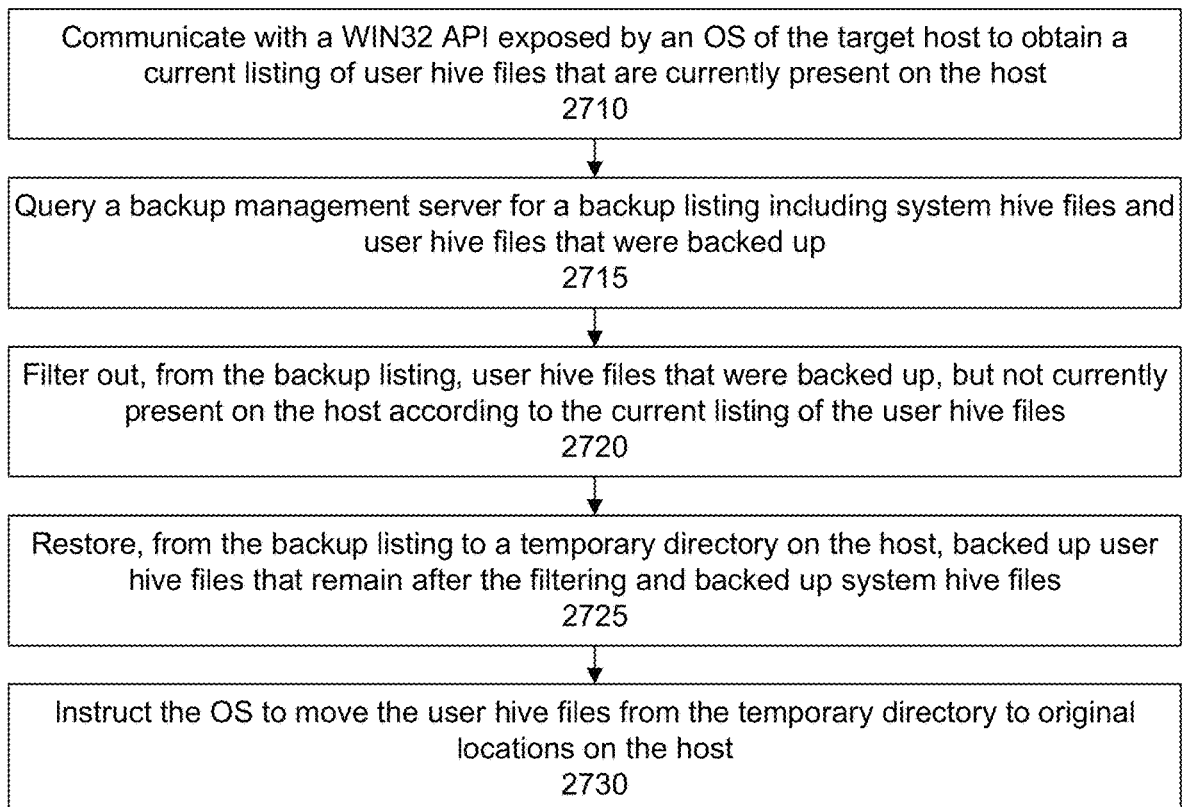 Communicate with a WIN32 API exposed by an OS of the target host to obtain a
current listing of user hive files that are currently present on the host
2710
Query a backup management server for a backup listing including system hive files and
user hive files that were backed up
2715
Filter out, from the backup listing, user hive files that were backed up, but not currently
present on the host according to the current listing of the user hive files
2720
Restore, from the backup listing to a temporary directory on the host, backed up user
hive files that remain after the filtering and backed up system hive files
2725
Instruct the OS to move the user hive files from the temporary directory to original
locations on the host
2730